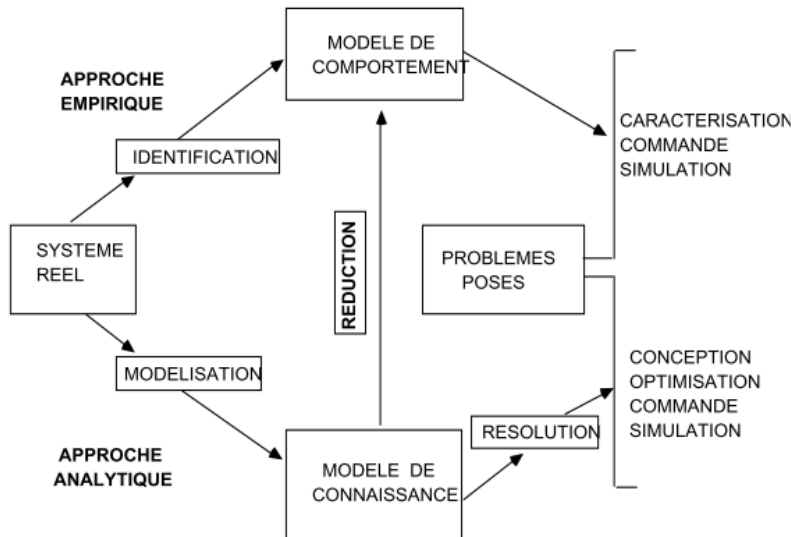 MODELE DE
COMPORTEMENT
APPROCHE
EMPIRIQUE
IDENTIFICATION
CARACTERISATION
COMMANDE
SIMULATION
SYSTEME
REEL
REDUCTION
PROBLEMES
POSES
MODELISATION
CONCEPTION
OPTIMISATION
COMMANDE
SIMULATION
RESOLUTION
APPROCHE
ANALYTIQUE
MODELE DE
CONNAISSANCE